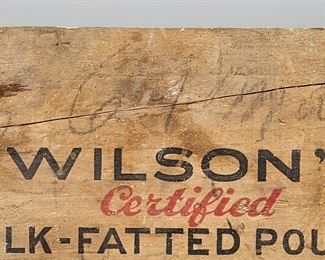 WILSON'
Certified
LK-FATTED POU